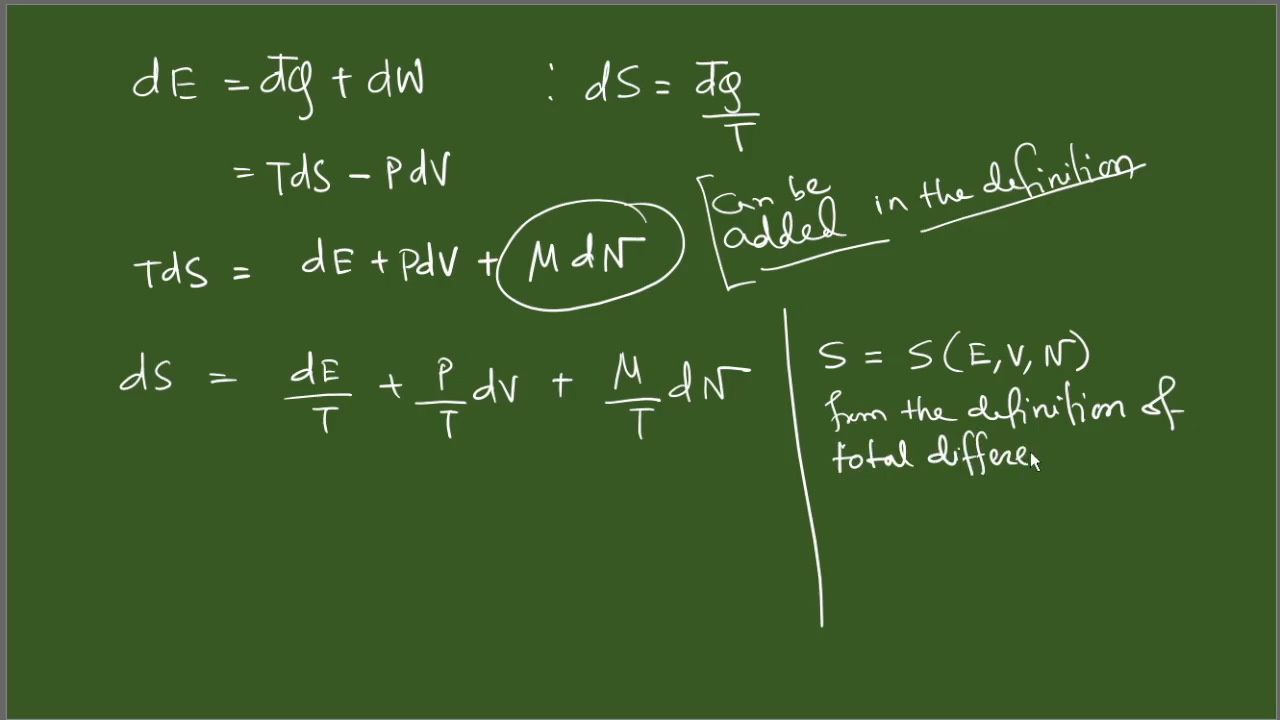 dE = đq + dW : dS = đq/T
= TdS − PdV
[can be added in the definition
TdS = dE + PdV + μdN
dS = dE/T + P/T dV + μ/T dN
S = S(E,V,N)
from the definition of
total differe